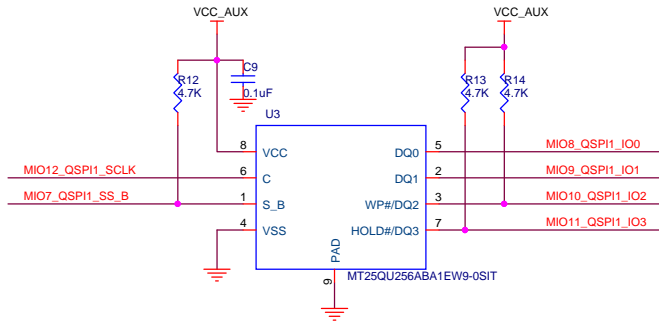 VCC_AUX
VCC_AUX
R12
4.7K
C9
0.1uF
R13
4.7K
R14
4.7K
U3
8
VCC
DQ0
5
MIO8_QSPI1_IO0
MIO12_QSPI1_SCLK
6
C
DQ1
2
MIO9_QSPI1_IO1
MIO7_QSPI1_SS_B
1
S_B
WP#/DQ2
3
MIO10_QSPI1_IO2
4
VSS
HOLD#/DQ3
7
MIO11_QSPI1_IO3
PAD
9
MT25QU256ABA1EW9-0SIT